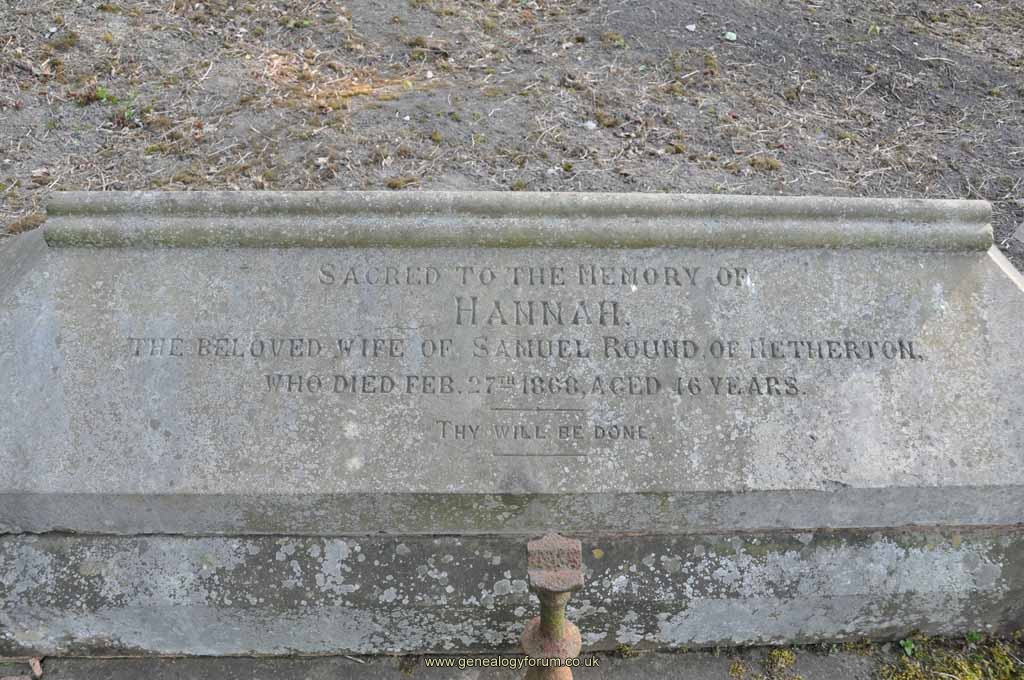 SACRED TO THE MEMORY OF
HANNAH,
THE BELOVED WIFE OF SAMUEL ROUND, OF NETHERTON,
WHO DIED FEB. 27TH 1868, AGED 46 YEARS.
THY WILL BE DONE.
www.genealogyforum.co.uk